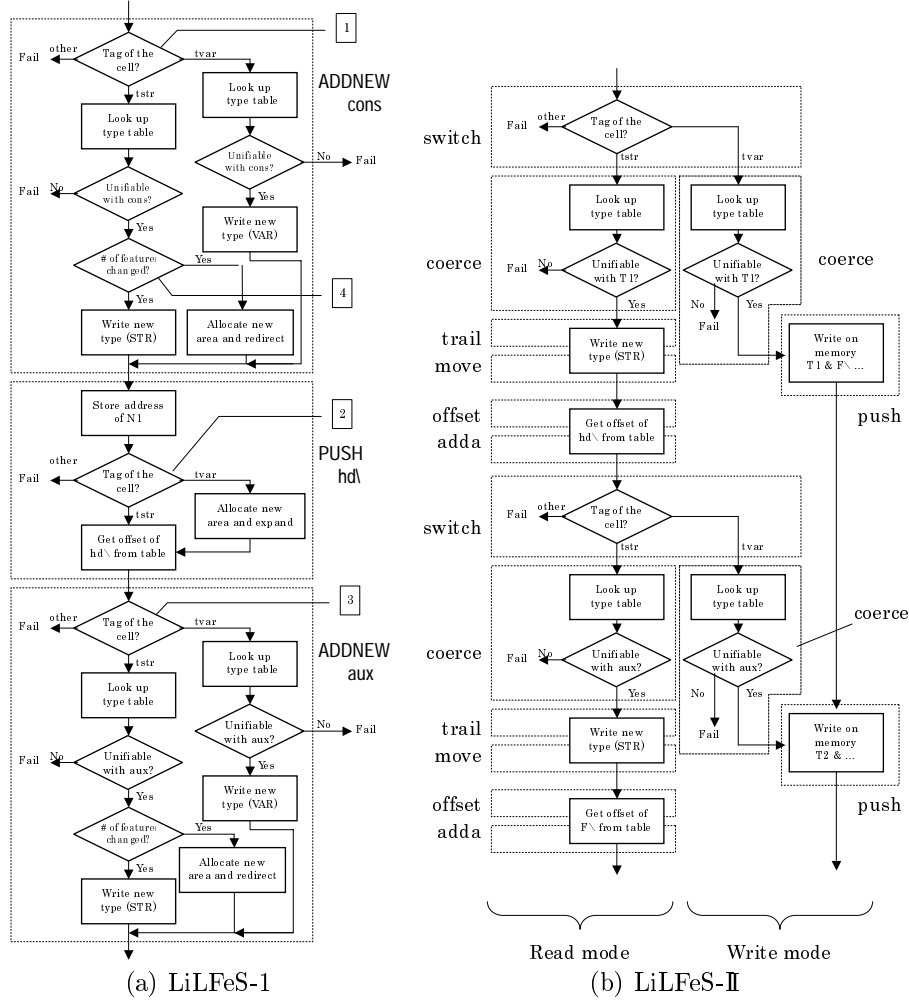 1
Tag of the
cell?
other
Fail
tvar
tstr
Look up
type table
Look up
type table
ADDNEW
cons
Unifiable
with cons?
No
Fail
Yes
Unifiable
with cons?
No
Fail
Yes
Write new
type (VAR)
# of feature
changed?
Yes
4
Yes
Write new
type (STR)
Allocate new
area and redirect
Store address
of N1
2
Tag of the
cell?
other
Fail
tvar
tstr
PUSH
hd\
Allocate new
area and expand
Get offset of
hd\ from table
3
Tag of the
cell?
other
Fail
tvar
tstr
Look up
type table
Look up
type table
ADDNEW
aux
Unifiable
with aux?
No
Fail
Yes
Unifiable
with aux?
No
Fail
Yes
Write new
type (VAR)
# of feature
changed?
Yes
Yes
Allocate new
area and redirect
Write new
type (STR)
(a) LiLFeS-1
switch
Fail
other
Tag of the
cell?
tstr
tvar
Look up
type table
Look up
type table
coerce
Fail
No
Unifiable
with T1?
Yes
Unifiable
with T1?
No
Fail
Yes
coerce
trail
move
Write new
type (STR)
Write on
memory
T1 & F\ ...
push
offset
adda
Get offset of
hd\ from table
switch
Fail
other
Tag of the
cell?
tstr
tvar
Look up
type table
Look up
type table
coerce
coerce
Fail
No
Unifiable
with aux?
Yes
Unifiable
with aux?
No
Fail
Yes
trail
move
Write new
type (STR)
Write on
memory
T2 & ...
push
offset
adda
Get offset of
F\ from table
Read mode
Write mode
(b) LiLFeS-II